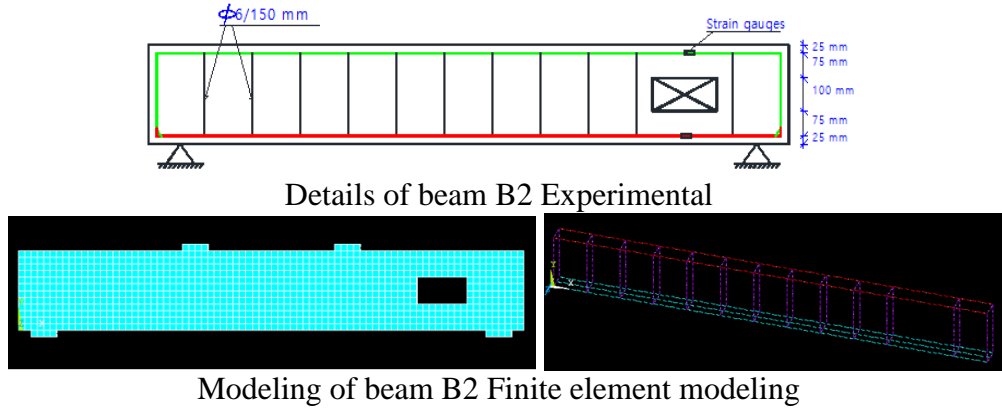 ϕ6/150 mm
Strain gauges
25 mm
75 mm
100 mm
75 mm
25 mm
Details of beam B2 Experimental
Y
X
X
Modeling of beam B2 Finite element modeling